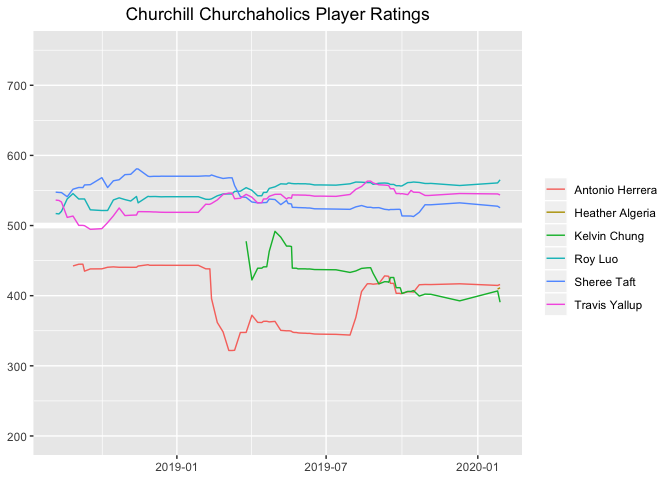 Churchill Churchaholics Player Ratings
700
600
500
400
300
200
2019-01
2019-07
2020-01
Antonio Herrera
Heather Algeria
Kelvin Chung
Roy Luo
Sheree Taft
Travis Yallup